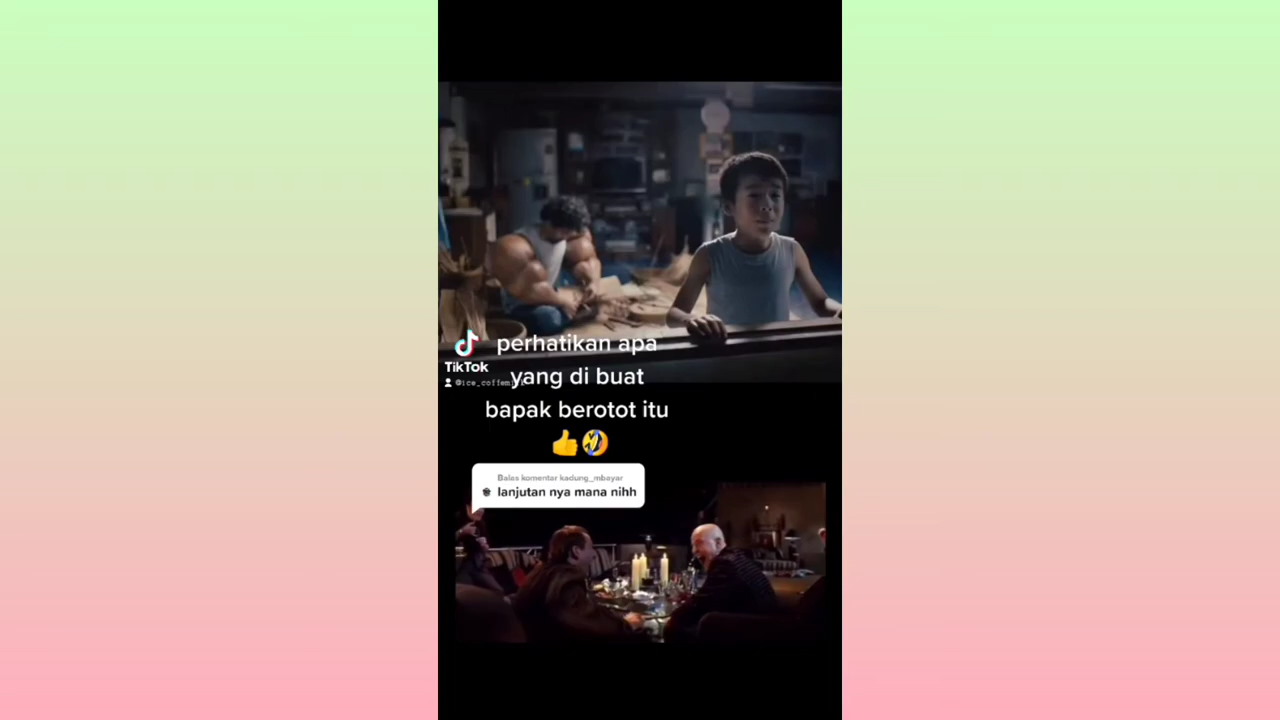 perhatikan apa
TikTok
yang di buat
bapak berotot itu
👍🤣
Balas komentar kadung_mbayar
lanjutan nya mana nihh